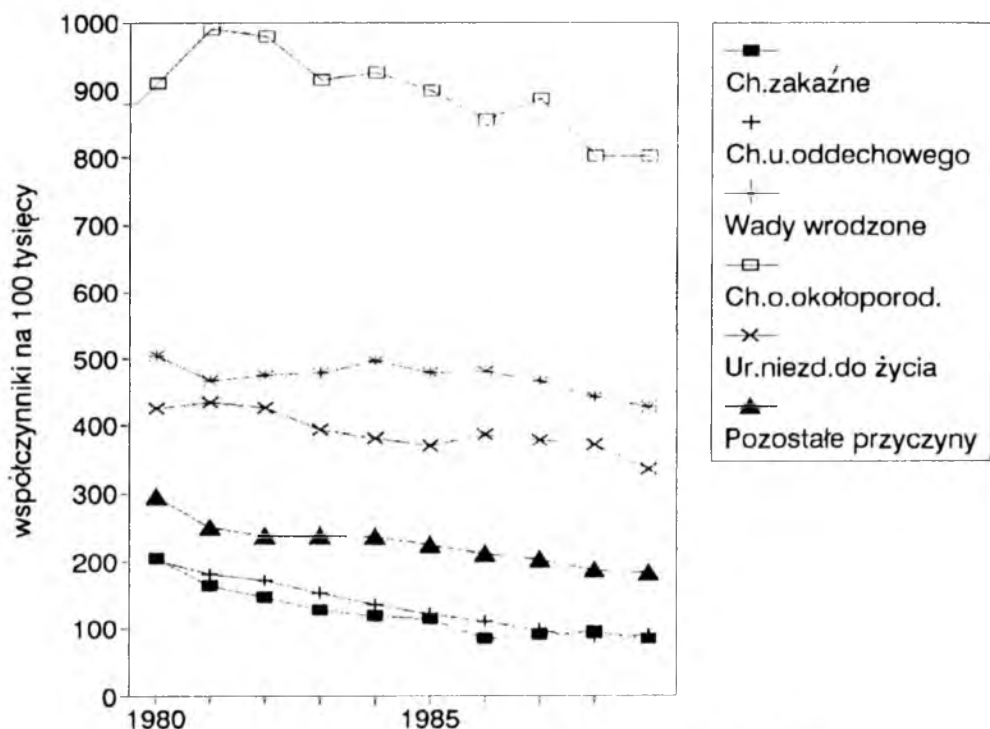 współczynniki na 100 tysięcy
1000
900
800
700
600
500
400
300
200
100
0
1980
1985
Ch.zakaźne
Ch.u.oddechowego
Wady wrodzone
Ch.o.okołoporod.
Ur.niezd.do życia
Pozostałe przyczyny